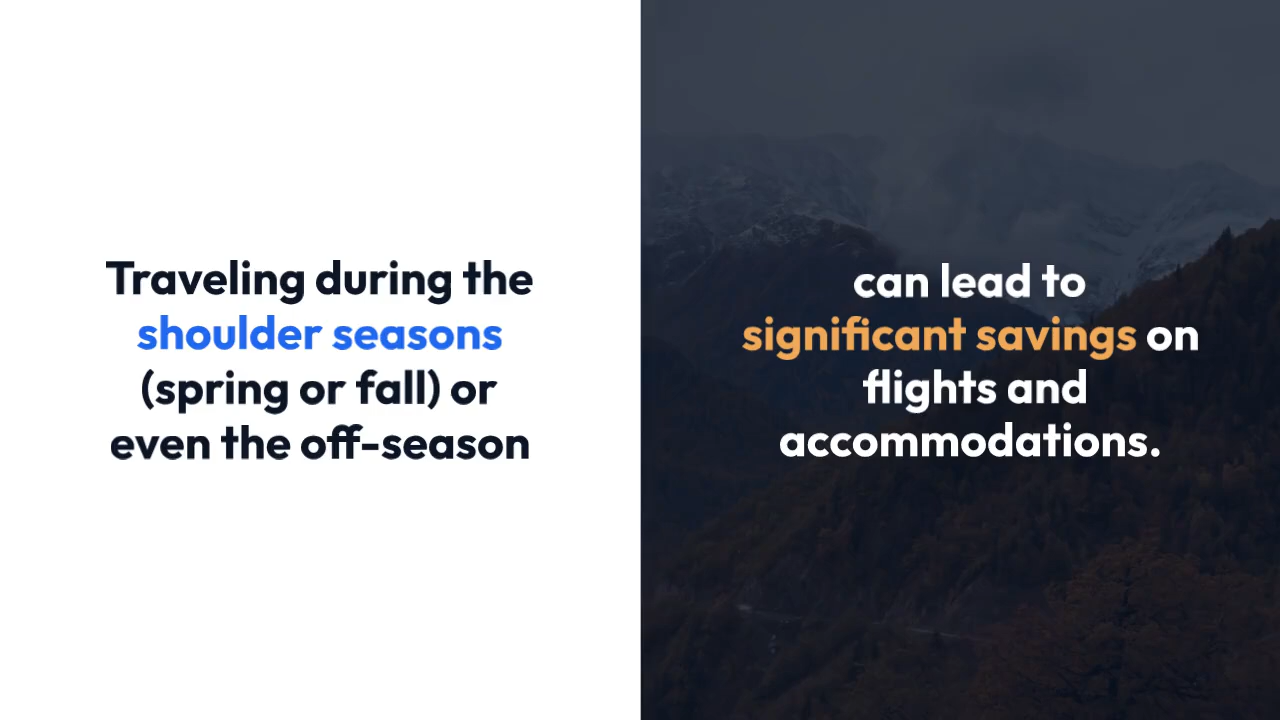 Traveling during the
shoulder seasons
(spring or fall) or
even the off-season
can lead to
significant savings on
flights and
accommodations.